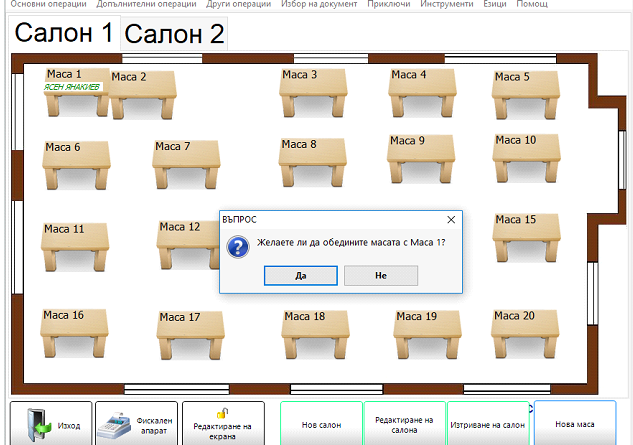 Основни операции Допълнителни операции Други операции Избор на документ Приключи Инструменти Езици Помощ
Салон 1 Салон 2
Маса 1 Маса 2 Маса 3 Маса 4 Маса 5
ЯСЕН ЯНАКИЕВ
Маса 6 Маса 7 Маса 8 Маса 9 Маса 10
ВЪПРОС
Маса 11 Маса 12 Маса 15
Желаете ли да обедините масата с Маса 1?
Да Не
Маса 16 Маса 17 Маса 18 Маса 19 Маса 20
Изход
Фискален
апарат
Редактиране на
екрана
Нов салон
Редактиране на
салона
Изтриване на салон
Нова маса